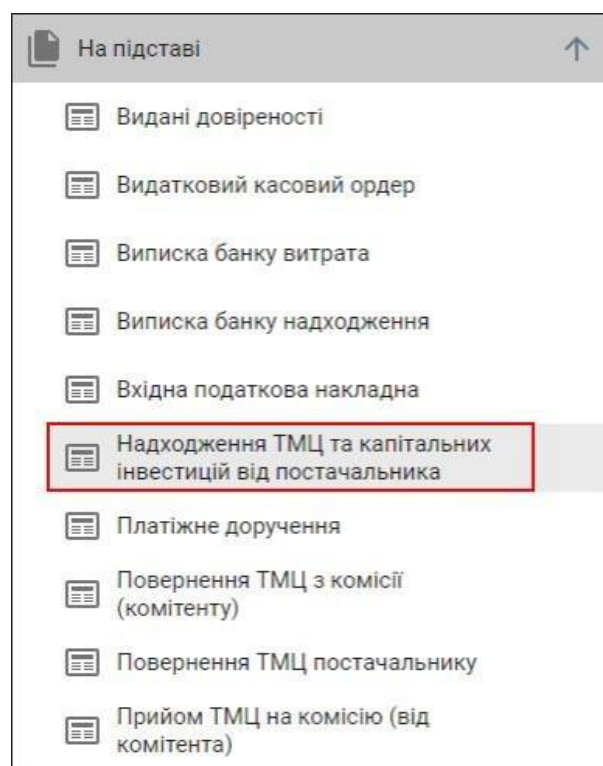 На підставі
Видані довіреності
Видатковий касовий ордер
Виписка банку витрата
Виписка банку надходження
Вхідна податкова накладна
Надходження ТМЦ та капітальних
інвестицій від постачальника
Платіжне доручення
Повернення ТМЦ з комісії
(комітенту)
Повернення ТМЦ постачальнику
Прийом ТМЦ на комісію (від
комітента)